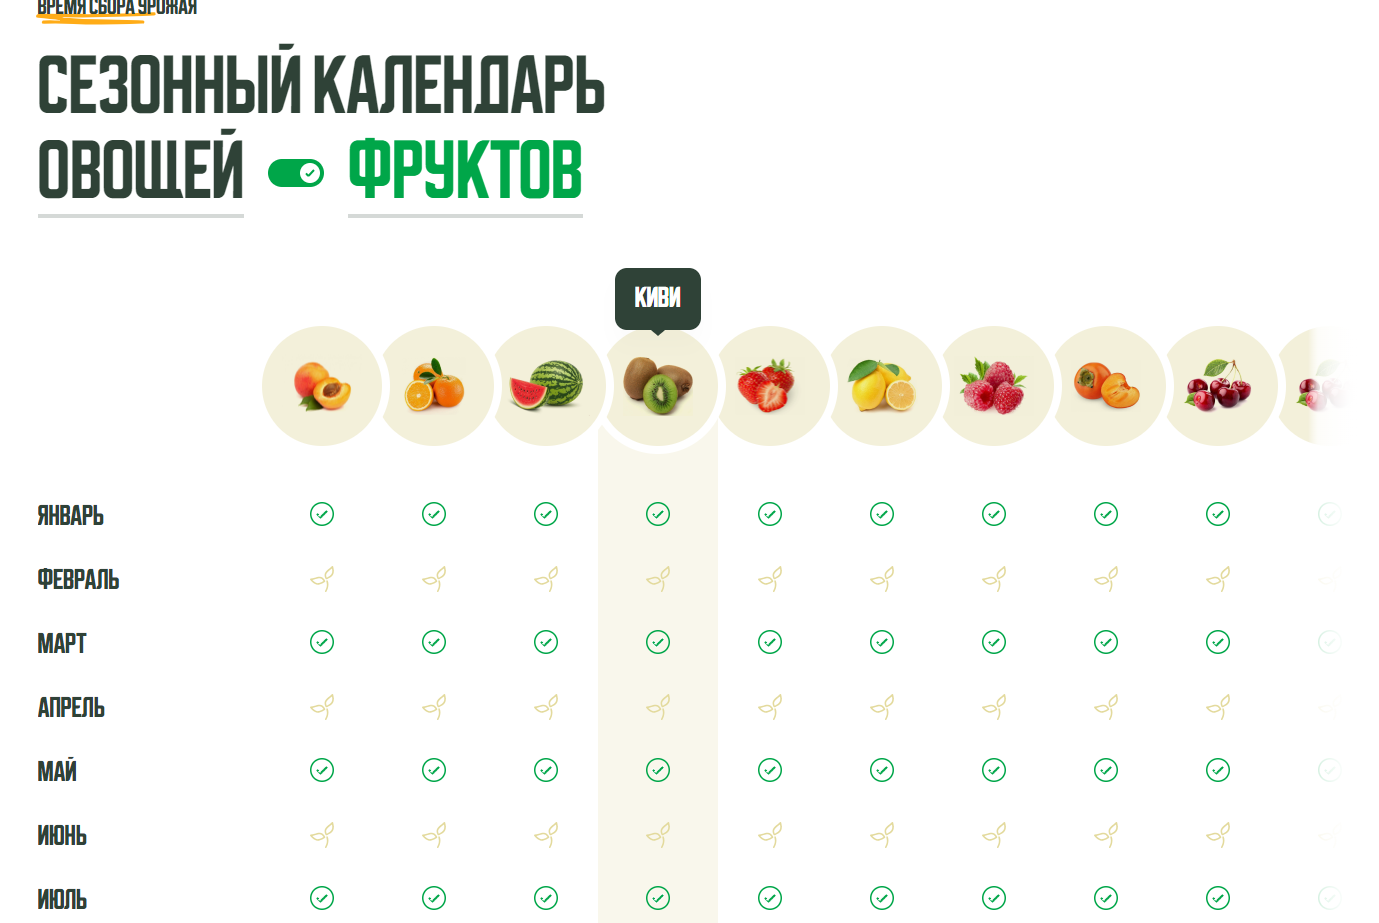 ВРЕМЯ СБОРА УРОЖАЯ
СЕЗОННЫЙ КАЛЕНДАРЬ
ОВОЩЕЙ ФРУКТОВ
КИВИ
ЯНВАРЬ
ФЕВРАЛЬ
МАРТ
АПРЕЛЬ
МАЙ
ИЮНЬ
ИЮЛЬ